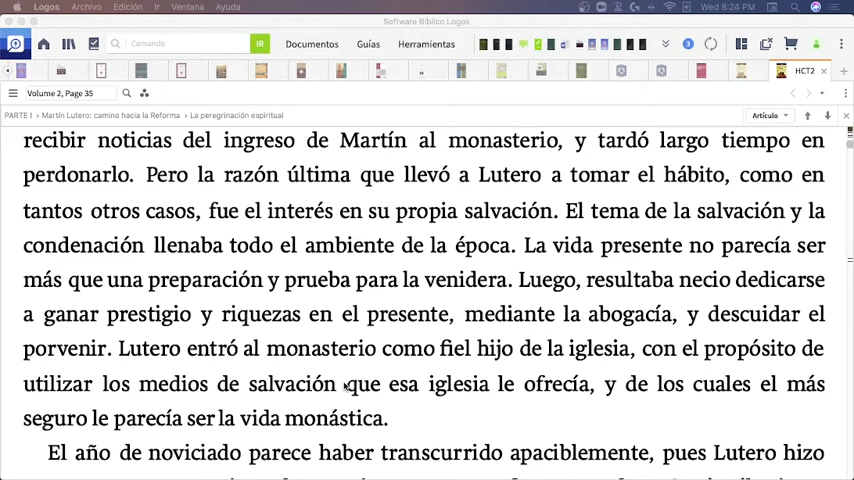 Logos Archivo Edición Ir Ventana Ayuda Wed 8:24 PM
Software Bíblico Logos
Comando IR Documentos Guías Herramientas 3
HCT2
Volume 2, Page 35
PARTE I › Martín Lutero: camino hacia la Reforma › La peregrinación espiritual Artículo
recibir noticias del ingreso de Martín al monasterio, y tardó largo tiempo en
perdonarlo. Pero la razón última que llevó a Lutero a tomar el hábito, como en
tantos otros casos, fue el interés en su propia salvación. El tema de la salvación y la
condenación llenaba todo el ambiente de la época. La vida presente no parecía ser
más que una preparación y prueba para la venidera. Luego, resultaba necio dedicarse
a ganar prestigio y riquezas en el presente, mediante la abogacía, y descuidar el
porvenir. Lutero entró al monasterio como fiel hijo de la iglesia, con el propósito de
utilizar los medios de salvación que esa iglesia le ofrecía, y de los cuales el más
seguro le parecía ser la vida monástica.
El año de noviciado parece haber transcurrido apaciblemente, pues Lutero hizo